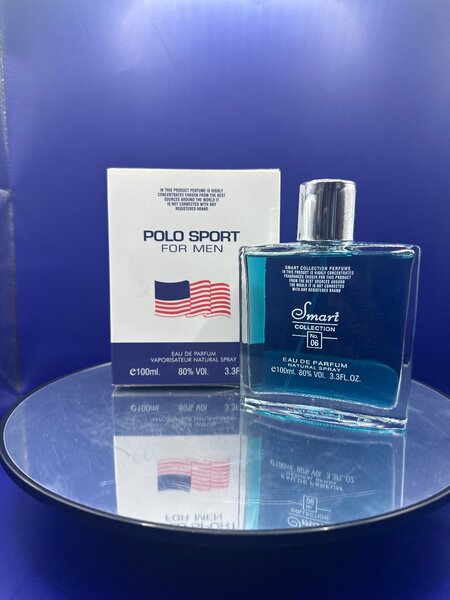 IN THIS PRODUCT PERFUME IS HIGHLY
CONCENTRATED CHOSEN FROM THE BEST
SOURCES AROUND THE WORLD IT
IS NOT CONNECTED WITH ANY
REGISTERED BRAND
POLO SPORT
FOR MEN
EAU DE PARFUM
VAPORISATEUR NATURAL SPRAY
e100ml. 80% VOl. 3.3F
SMART COLLECTION PERFUME
IN THIS PRODUCT IS HIGHLY CONCENTRATED
FRAGRANCES CHOSEN FOR THE BEST
FROM THE BEST SOURCES AROUND
THE WORLD. IT IS NOT CONNECTED
WITH ANY REGISTERED BRAND
Smart
COLLECTION
No.
06
EAU DE PARFUM
NATURAL SPRAY
e100ml. 80% VOl. 3.3FL.OZ.